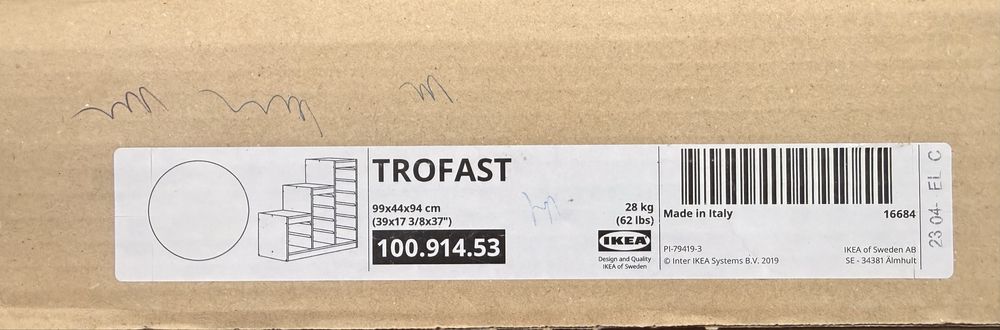 TROFAST
99x44x94 cm
(39x17 3/8x37")
100.914.53
28 kg
(62 lbs)
IKEA
Design and Quality
IKEA of Sweden
Made in Italy
16684
PI-79419-3
© Inter IKEA Systems B.V. 2019
IKEA of Sweden AB
SE - 34381 Älmhult
23 04- EL C